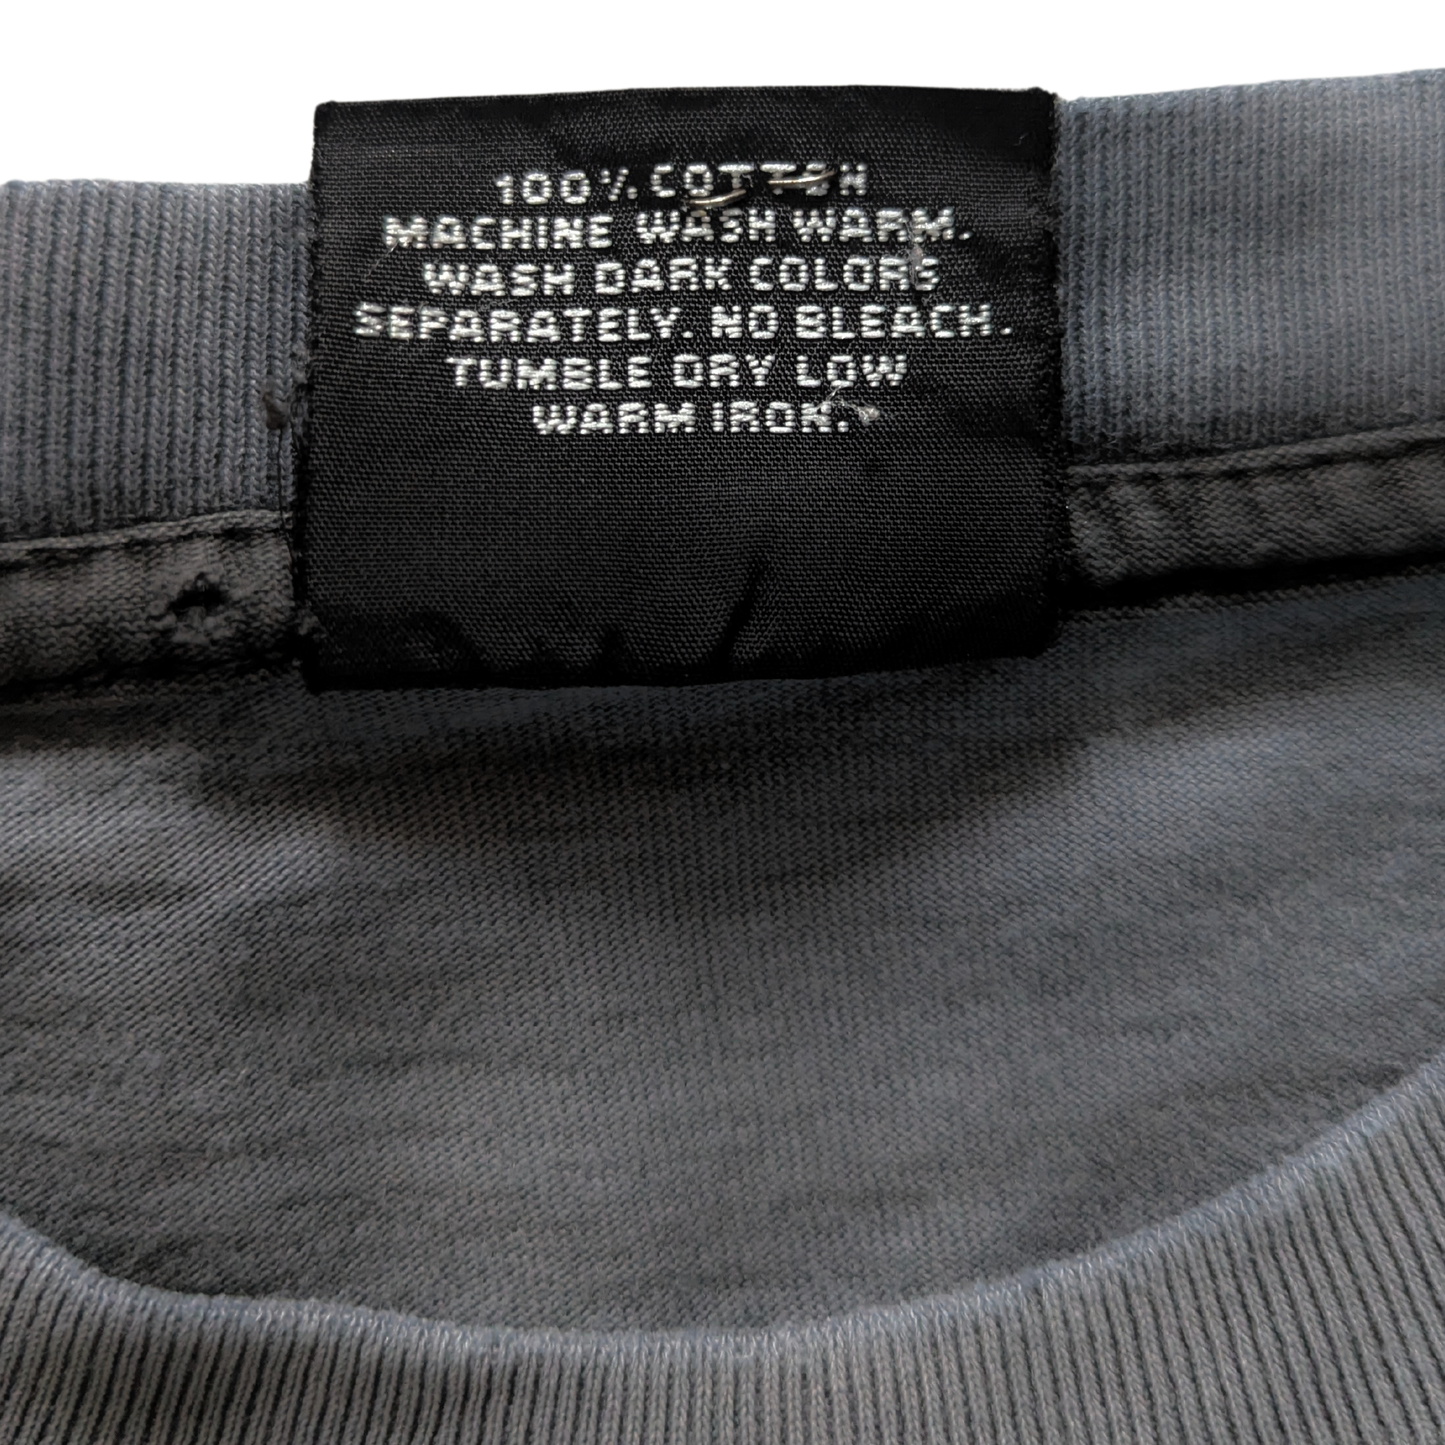 100% COTTON
MACHINE WASH WARM.
WASH DARK COLORS
SEPARATELY. NO BLEACH.
TUMBLE DRY LOW
WARM IRON.